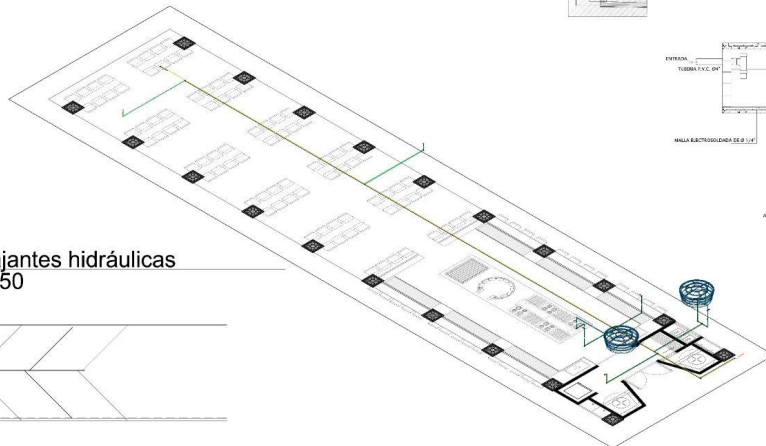 ENTRADA
TUBERIA P.V.C. Ø4"
MALLA ELECTROSOLDADA DE Ø 1/4"
jantes hidráulicas
50